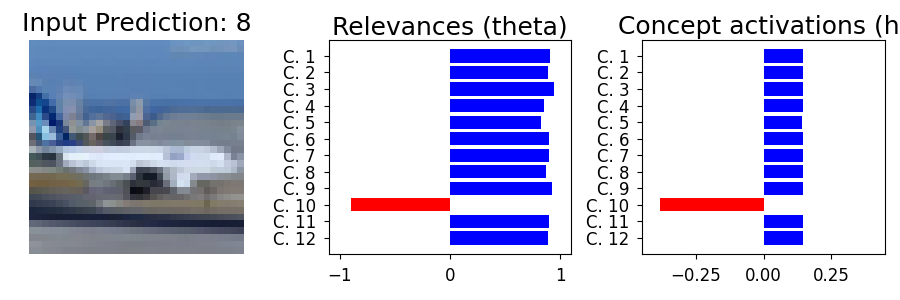 Input Prediction: 8
Relevances (theta)
C. 1
C. 2
C. 3
C. 4
C. 5
C. 6
C. 7
C. 8
C. 9
C. 10
C. 11
C. 12
−1
0
1
Concept activations (h
C. 1
C. 2
C. 3
C. 4
C. 5
C. 6
C. 7
C. 8
C. 9
C. 10
C. 11
C. 12
−0.25
0.00
0.25